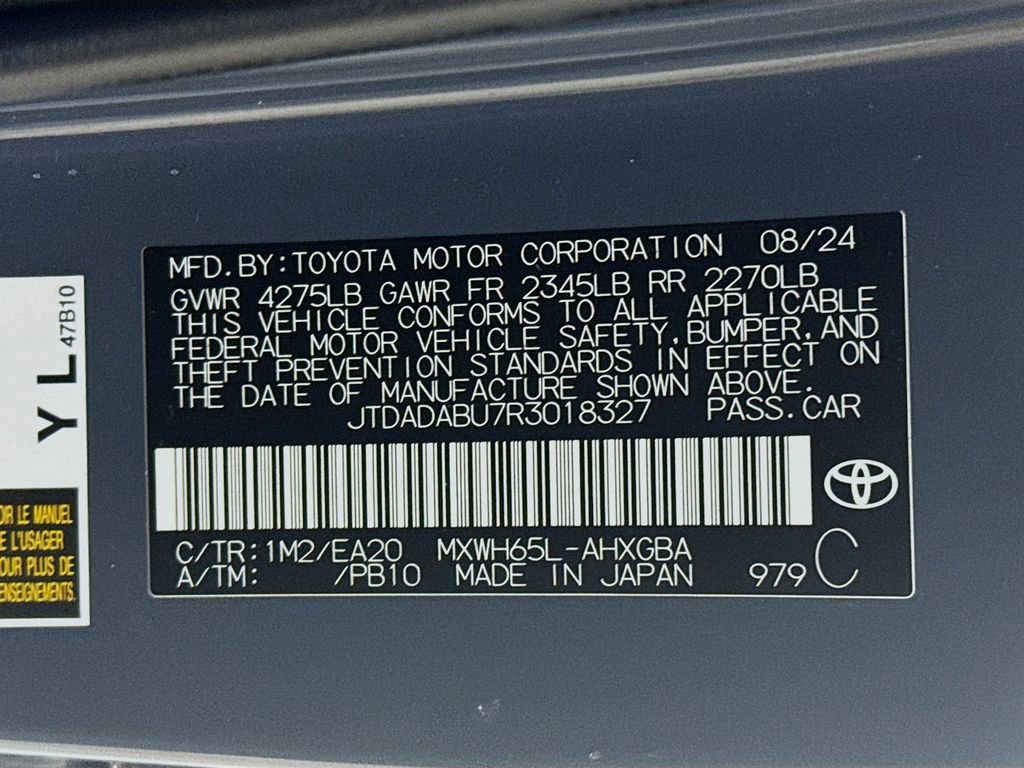 MFD.BY:TOYOTA MOTOR CORPORATION 08/24
GVWR 4275LB GAWR FR 2345LB RR 2270LB
THIS VEHICLE CONFORMS TO ALL APPLICABLE
FEDERAL MOTOR VEHICLE SAFETY,BUMPER,AND
THEFT PREVENTION STANDARDS IN EFFECT ON
THE DATE OF MANUFACTURE SHOWN ABOVE.
JTDADABU7R3018327 PASS.CAR
C/TR:1M2/EA20 MXWH65L-AHXGBA
A/TM: /PB10 MADE IN JAPAN 979 C
YL
47B10
LE MANUEL
L'USAGER
PLUS DE